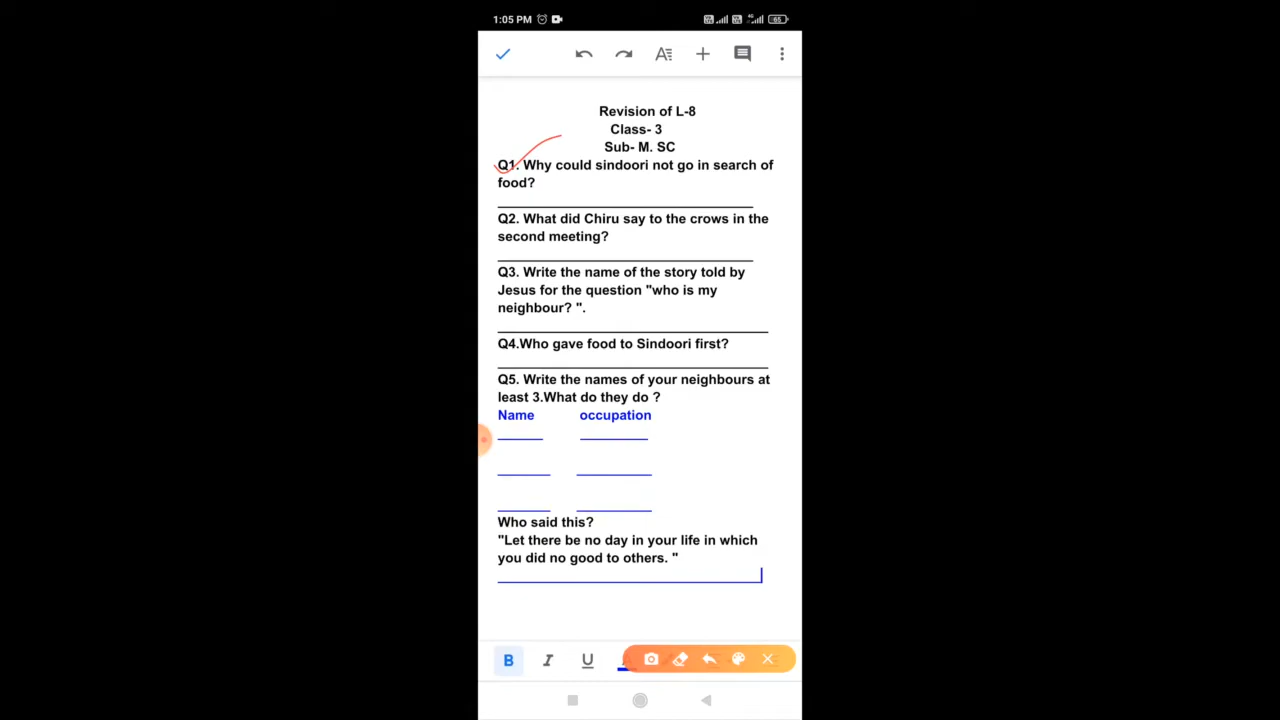 1:05 PM 65
Revision of L-8
Class- 3
Sub- M. SC
Q1. Why could sindoori not go in search of
food?
Q2. What did Chiru say to the crows in the
second meeting?
Q3. Write the name of the story told by
Jesus for the question "who is my
neighbour? ".
Q4.Who gave food to Sindoori first?
Q5. Write the names of your neighbours at
least 3.What do they do ?
Name occupation
Who said this?
"Let there be no day in your life in which
you did no good to others. "
B I U